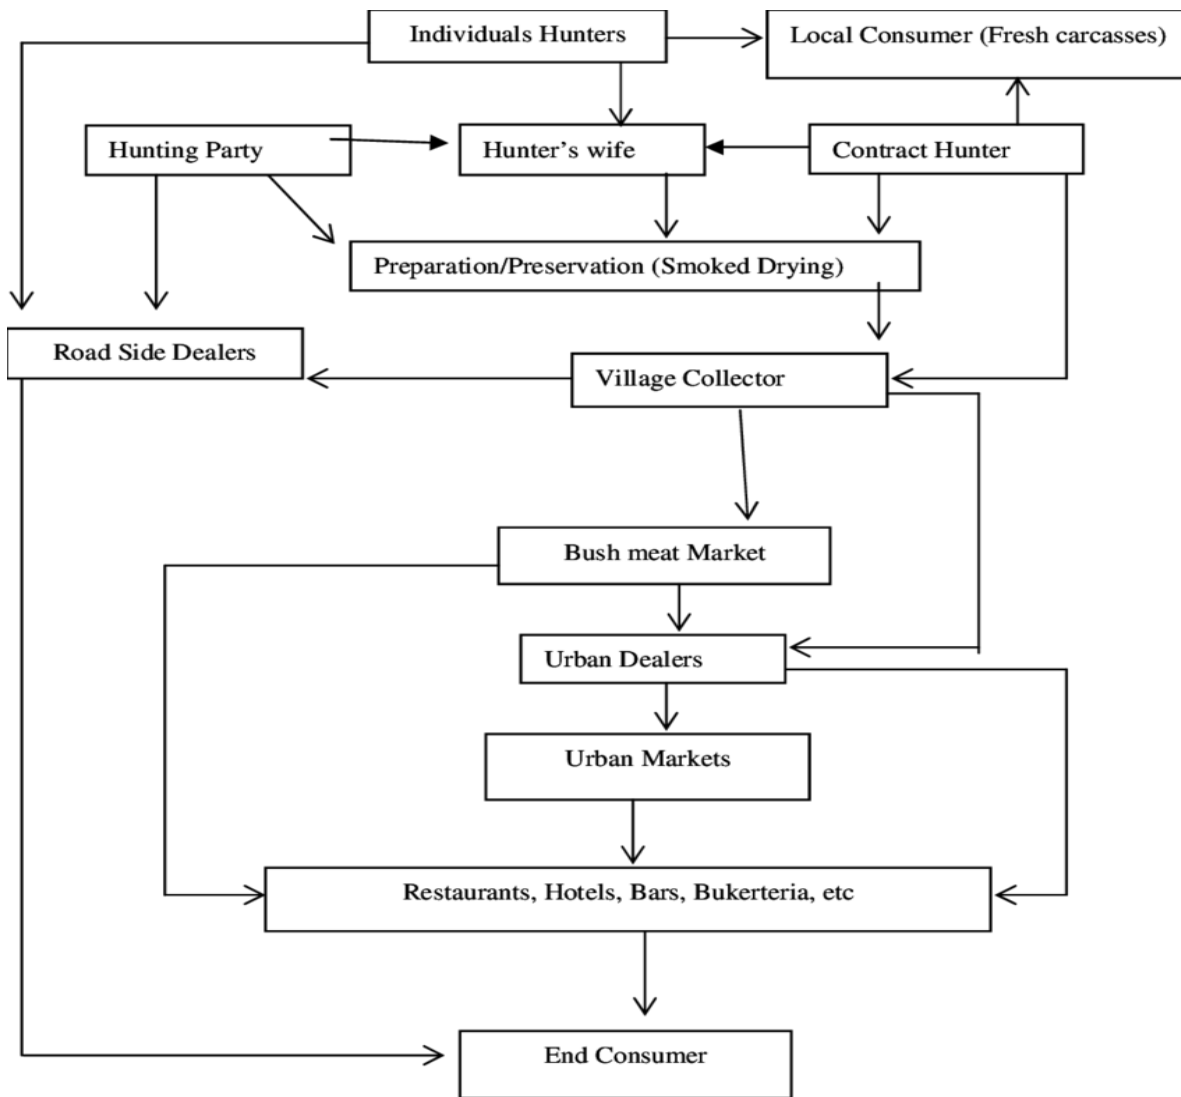 Individuals Hunters
Local Consumer (Fresh carcasses)
Hunting Party
Hunter's wife
Contract Hunter
Preparation/Preservation (Smoked Drying)
Road Side Dealers
Village Collector
Bush meat Market
Urban Dealers
Urban Markets
Restaurants, Hotels, Bars, Bukerteria, etc
End Consumer